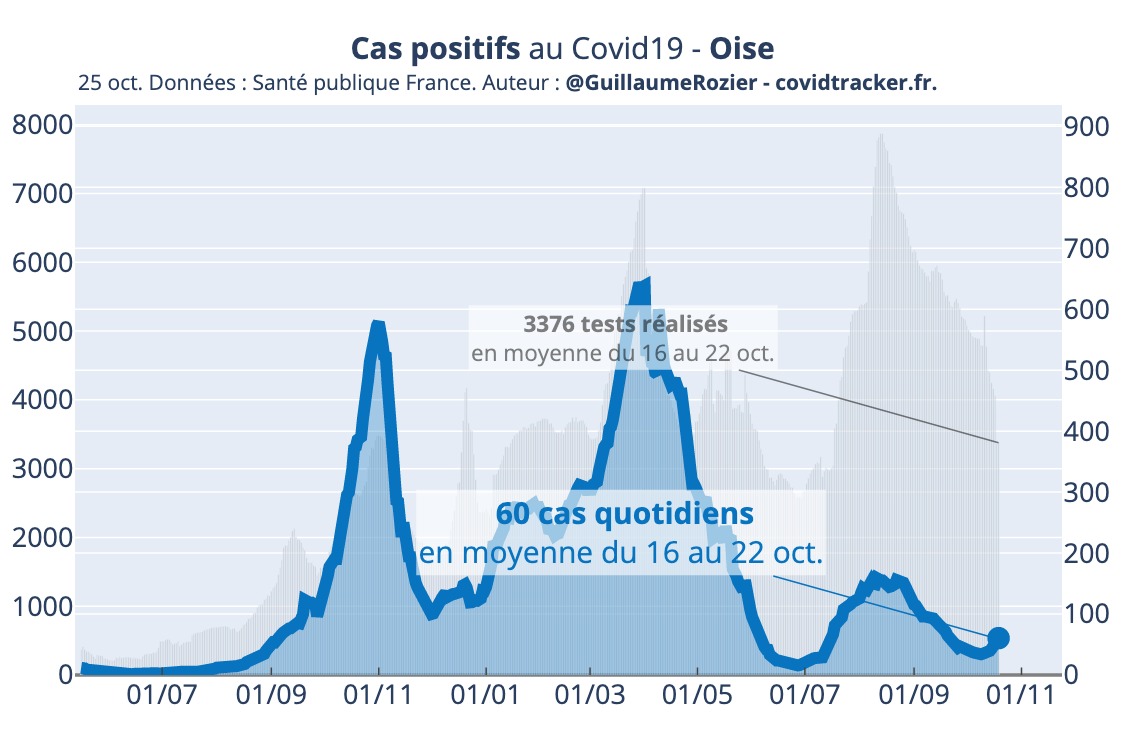 Cas positifs au Covid19 - Oise
25 oct. Données : Santé publique France. Auteur : @GuillaumeRozier - covidtracker.fr.
8000
7000
6000
5000
4000
3000
2000
1000
0
900
800
700
600
500
400
300
200
100
0
3376 tests réalisés
en moyenne du 16 au 22 oct.
60 cas quotidiens
en moyenne du 16 au 22 oct.
01/07 01/09 01/11 01/01 01/03 01/05 01/07 01/09 01/11